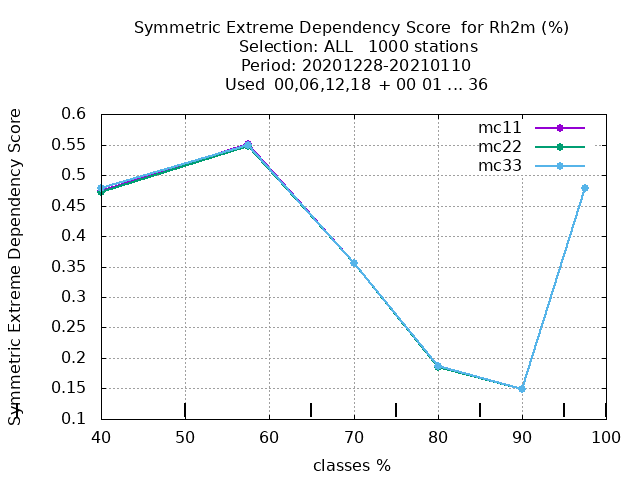 Symmetric Extreme Dependency Score  for Rh2m (%)
Selection: ALL   1000 stations
Period: 20201228-20210110
Used  00,06,12,18  + 00 01 ... 36
Symmetric Extreme Dependency Score
y
0.6
0.55
0.5
0.45
0.4
0.35
0.3
0.25
0.2
0.15
0.1
mc11
mc22
mc33
40 50 60 70 80 90 100
classes %